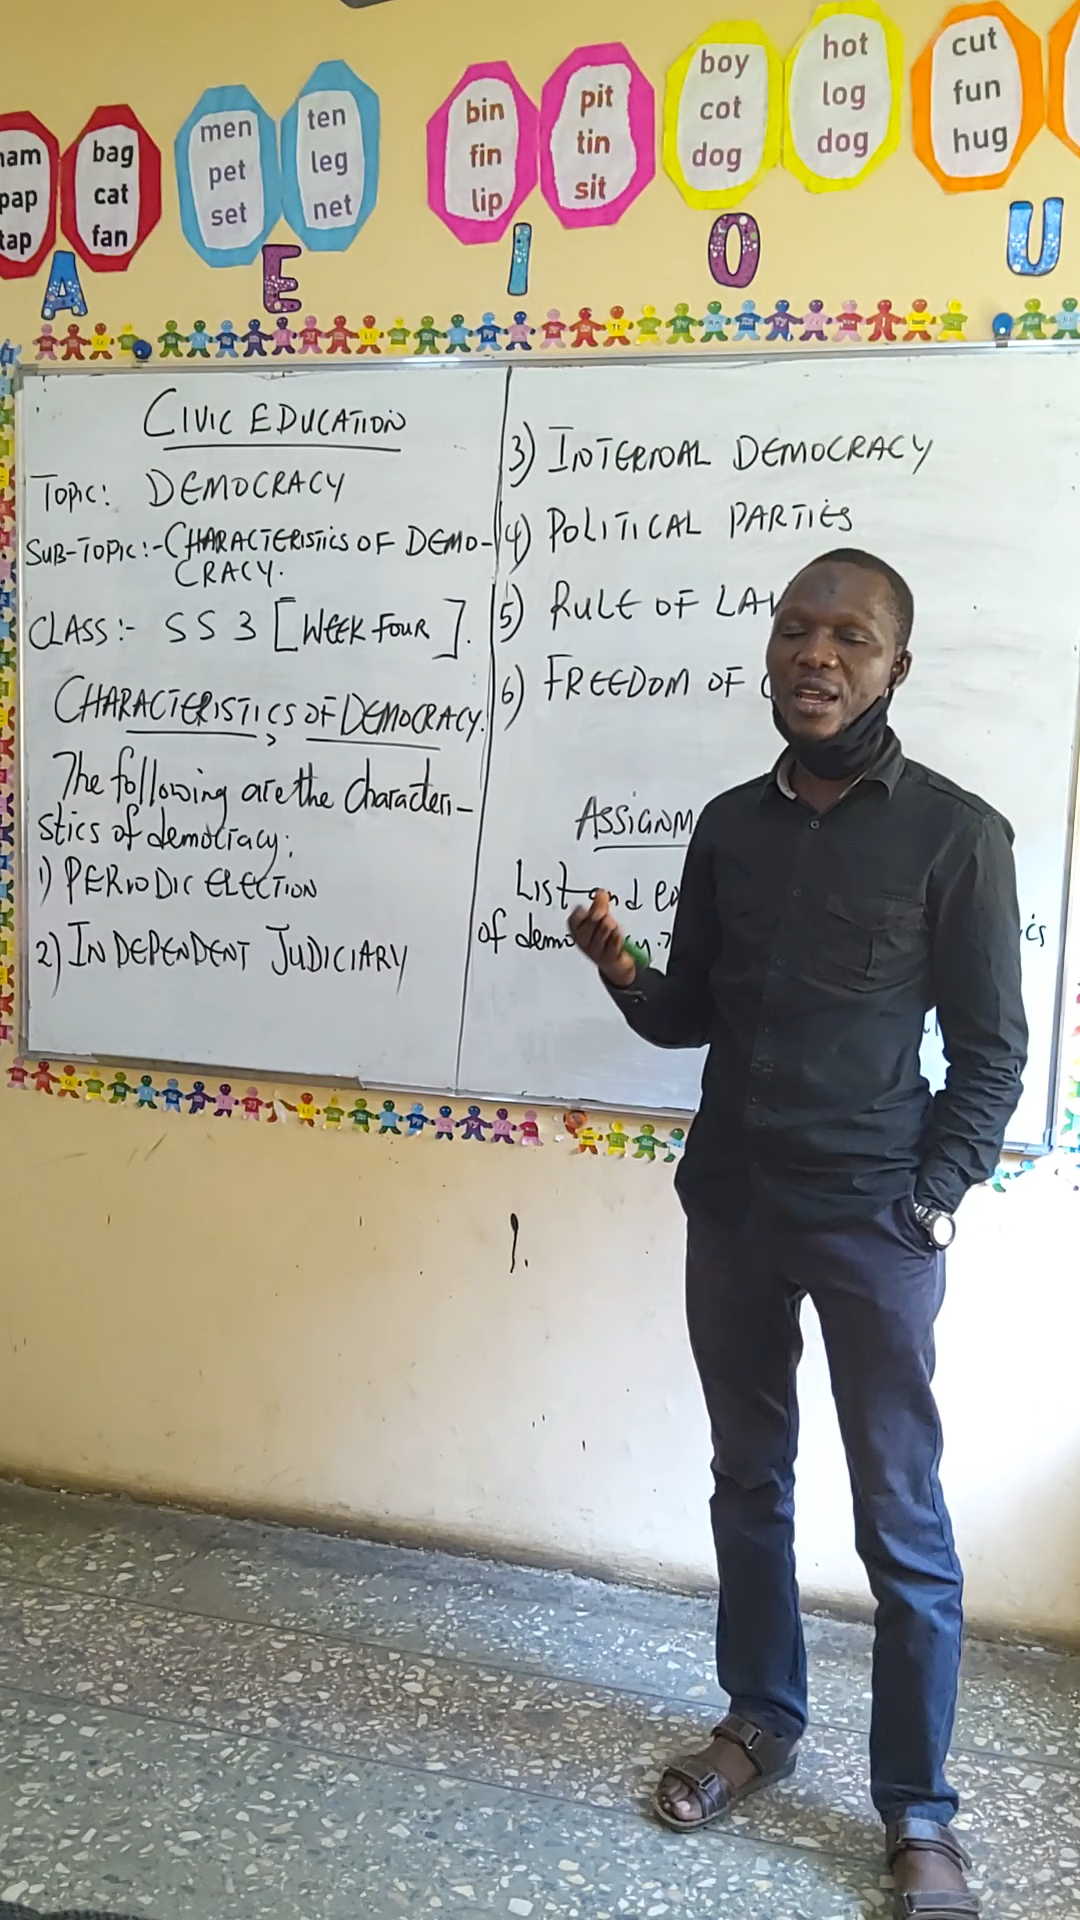 ham
pap
tap
bag
cat
fan
men
pet
set
ten
leg
net
bin
fin
lip
pit
tin
sit
boy
cot
dog
hot
log
dog
cut
fun
hug
A
E
I
O
U
CIVIC EDUCATION
TOPIC: DEMOCRACY
SUB-TOPIC:- CHARACTERISTICS OF DEMO-
CRACY.
CLASS:- SS 3 [WEEK FOUR].
CHARACTERISTICS OF DEMOCRACY.
The following are the characteri-
stics of democracy:
1) PERIODIC ELECTION
2) INDEPENDENT JUDICIARY
3) INTERNAL DEMOCRACY
4) POLITICAL PARTIES
5) RULE OF LAW
6) FREEDOM OF
ASSIGNM
List and
of